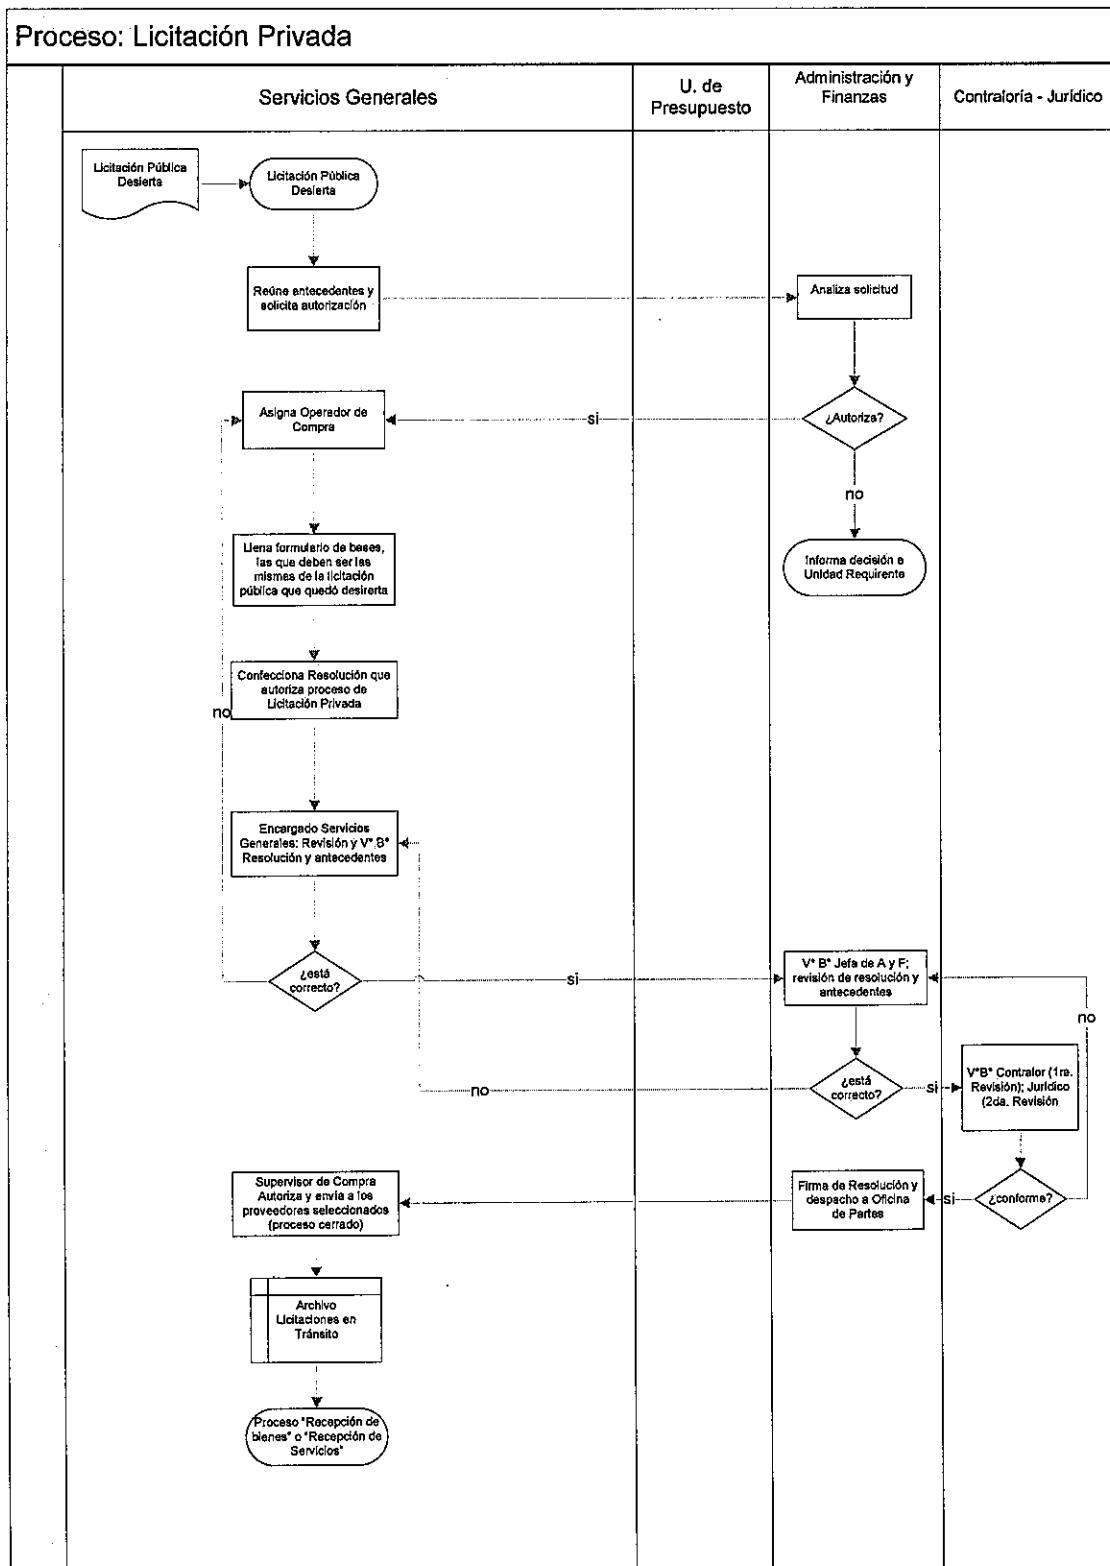 Proceso: Licitación Privada
Servicios Generales
U. de
Presupuesto
Administración y
Finanzas
Contraloría - Jurídico
Licitación Pública
Desierta
Licitación Pública
Desierta
Reúne antecedentes y
solicita autorización
Analiza solicitud
Asigna Operador de
Compra
si
¿Autoriza?
no
Llena formulario de bases,
las que deben ser las
mismas de la licitación
pública que quedó desirerta
Informa decisión a
Unidad Requirente
Confecciona Resolución que
autoriza proceso de
Licitación Privada
no
Encargado Servicios
Generales: Revisión y V° B°
Resolución y antecedentes
¿está
correcto?
si
V° B° Jefa de A y F;
revisión de resolución y
antecedentes
no
no
¿está
correcto?
si
V°B° Contralor (1ra.
Revisión); Jurídico
(2da. Revisión
Supervisor de Compra
Autoriza y envía a los
proveedores seleccionados
(proceso cerrado)
Firma de Resolución y
despacho a Oficina
de Partes
si
¿conforme?
Archivo
Licitaciones en
Tránsito
Proceso "Recepción de
bienes" o "Recepción de
Servicios"